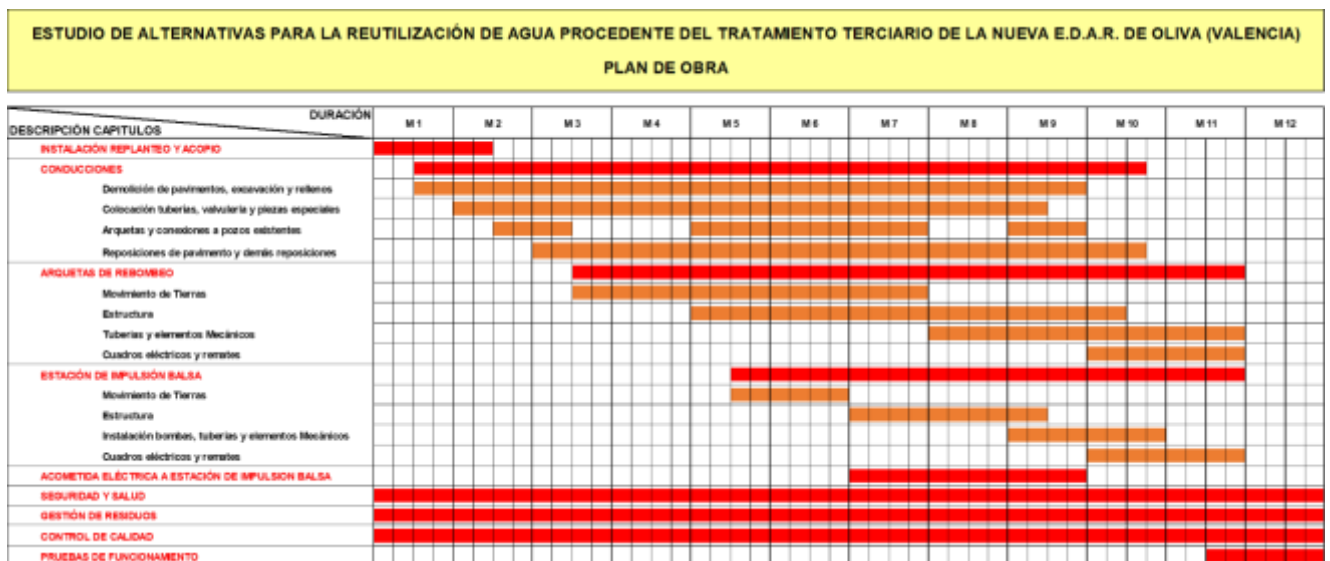 ESTUDIO DE ALTERNATIVAS PARA LA REUTILIZACIÓN DE AGUA PROCEDENTE DEL TRATAMIENTO TERCIARIO DE LA NUEVA E.D.A.R. DE OLIVA (VALENCIA)
PLAN DE OBRA
DURACIÓN
DESCRIPCIÓN CAPITULOS
M 1 M 2 M 3 M 4 M 5 M 6 M 7 M 8 M 9 M 10 M 11 M 12
INSTALACIÓN REPLANTEO Y ACOPIO
CONDUCCIONES
Demolición de pavimentos, excavación y rellenos
Colocación tuberías, valvulería y piezas especiales
Arquetas y conexiones a pozos existentes
Reposiciones de pavimento y demás reposiciones
ARQUETAS DE REBOMBEO
Movimiento de Tierras
Estructura
Tuberías y elementos Mecánicos
Cuadros eléctricos y remates
ESTACIÓN DE IMPULSIÓN BALSA
Movimiento de Tierras
Estructura
Instalación bombas, tuberías y elementos Mecánicos
Cuadros eléctricos y remates
ACOMETIDA ELÉCTRICA A ESTACIÓN DE IMPULSION BALSA
SEGURIDAD Y SALUD
GESTIÓN DE RESIDUOS
CONTROL DE CALIDAD
PRUEBAS DE FUNCIONAMIENTO